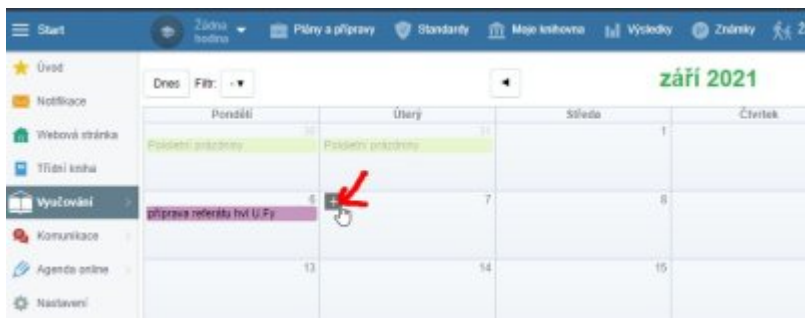 Start
Žádná hodina
Plány a přípravy
Standardy
Moje knihovna
Výsledky
Známky
Ž
Úvod
Notifikace
Webová stránka
Třídní kniha
Vyučování
Komunikace
Agenda online
Nastavení
Dnes Filtr: -
září 2021
Pondělí Úterý Středa Čtvrtek
30 31 1
Pololetní prázdniny Pololetní prázdniny
6 7 8
příprava referátu hvl U.Fy
13 14 15